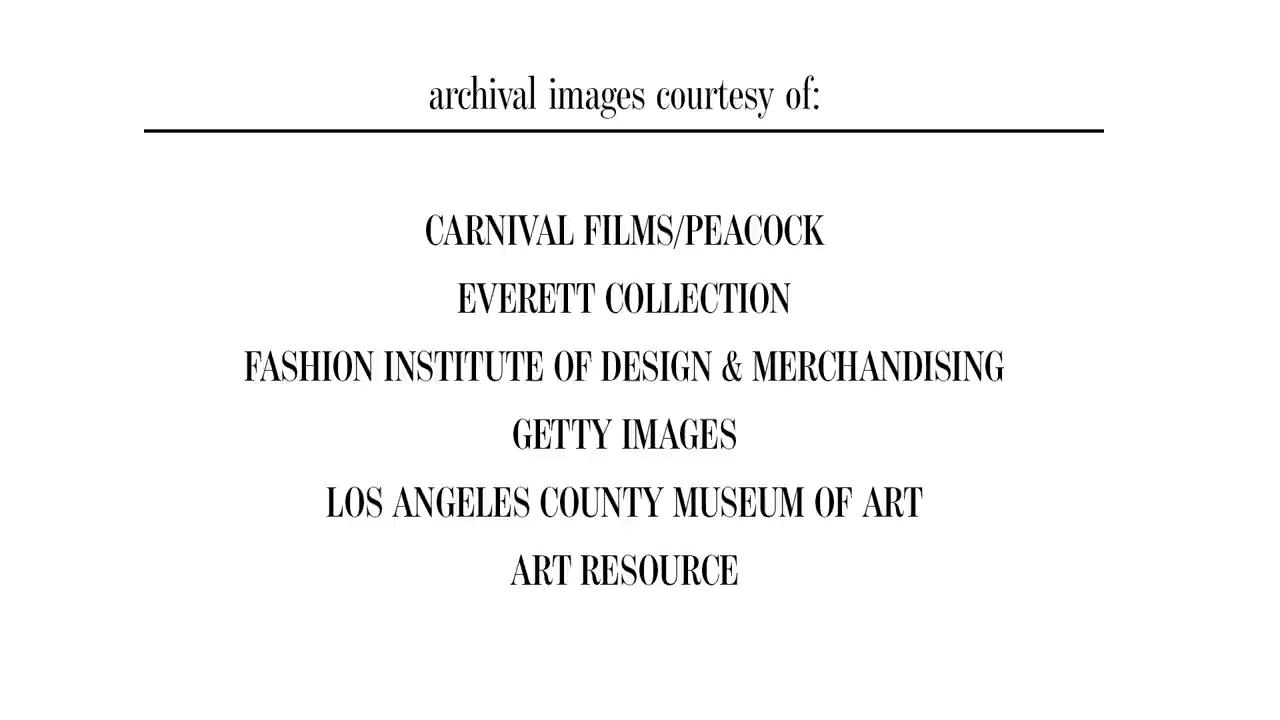 archival images courtesy of:
CARNIVAL FILMS/PEACOCK
EVERETT COLLECTION
FASHION INSTITUTE OF DESIGN & MERCHANDISING
GETTY IMAGES
LOS ANGELES COUNTY MUSEUM OF ART
ART RESOURCE